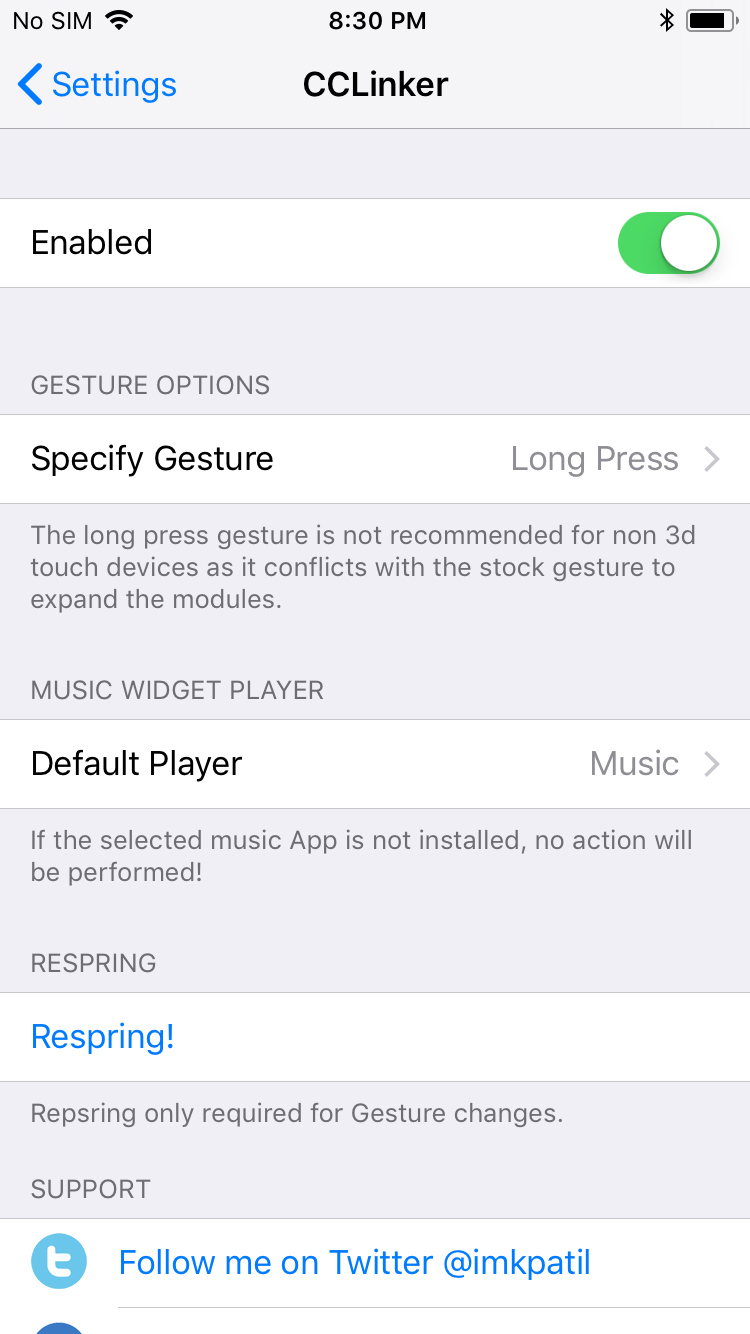 No SIM 8:30 PM
Settings CCLinker
Enabled
GESTURE OPTIONS
Specify Gesture Long Press
The long press gesture is not recommended for non 3d
touch devices as it conflicts with the stock gesture to
expand the modules.
MUSIC WIDGET PLAYER
Default Player Music
If the selected music App is not installed, no action will
be performed!
RESPRING
Respring!
Repsring only required for Gesture changes.
SUPPORT
Follow me on Twitter @imkpatil